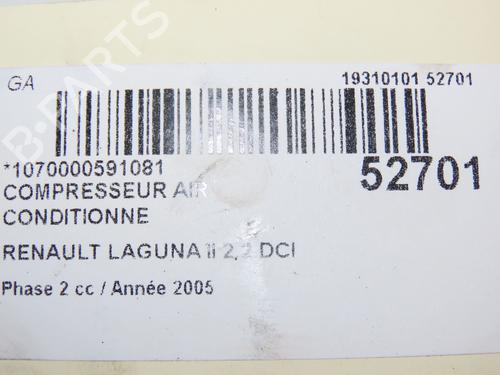 GA
19310101 52701
*1070000591081
52701
COMPRESSEUR AIR
CONDITIONNE
RENAULT LAGUNA II 2,2 DCI
Phase 2 cc / Année 2005
B-PARTS